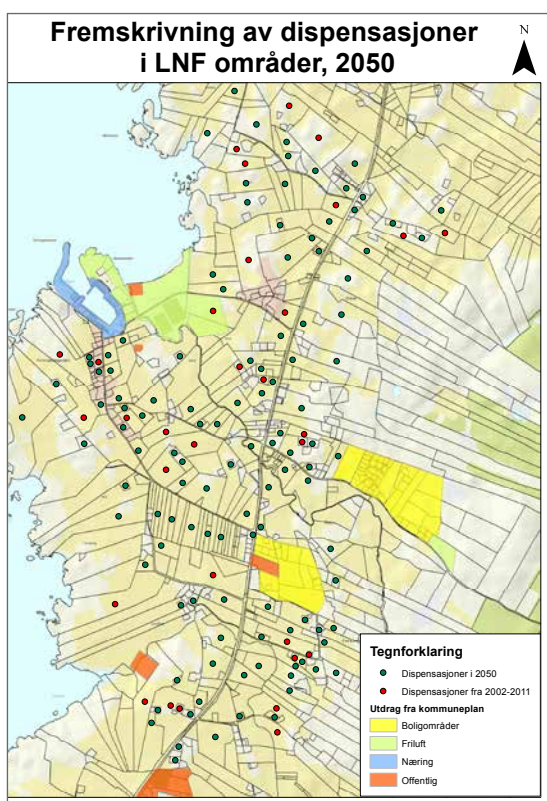 Fremskrivning av dispensasjoner
i LNF områder, 2050
N
Tegnforklaring
Dispensasjoner i 2050
Dispensasjoner fra 2002-2011
Utdrag fra kommuneplan
Boligområder
Friluft
Næring
Offentlig